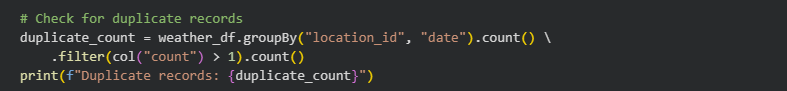 # Check for duplicate records
duplicate_count = weather_df.groupBy("location_id", "date").count() \
    .filter(col("count") > 1).count()
print(f"Duplicate records: {duplicate_count}")